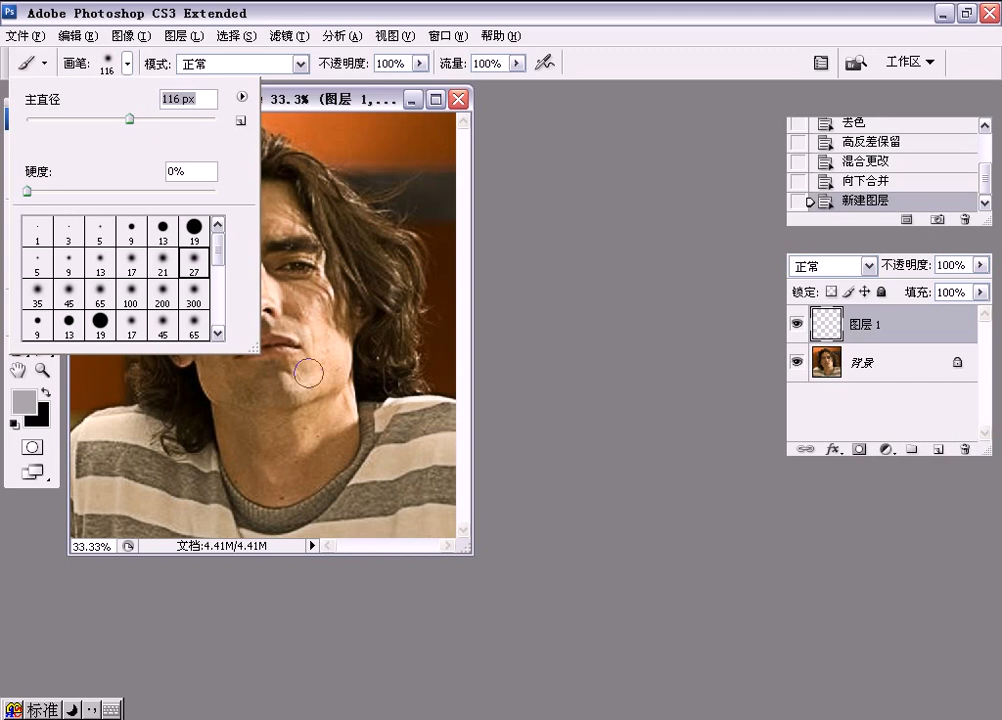 Adobe Photoshop CS3 Extended
文件(F) 编辑(E) 图像(I) 图层(L) 选择(S) 滤镜(T) 分析(A) 视图(V) 窗口(W) 帮助(H)
画笔: 116 模式: 正常 不透明度: 100% 流量: 100% 工作区
主直径 116 px
33.3% (图层 1,...
硬度: 0%
1 3 5 9 13 19
5 9 13 17 21 27
35 45 65 100 200 300
9 13 19 17 45 65
去色
高反差保留
混合更改
向下合并
新建图层
正常 不透明度: 100%
锁定: 填充: 100%
图层 1
背景
33.33% 文档:4.41M/4.41M
标准